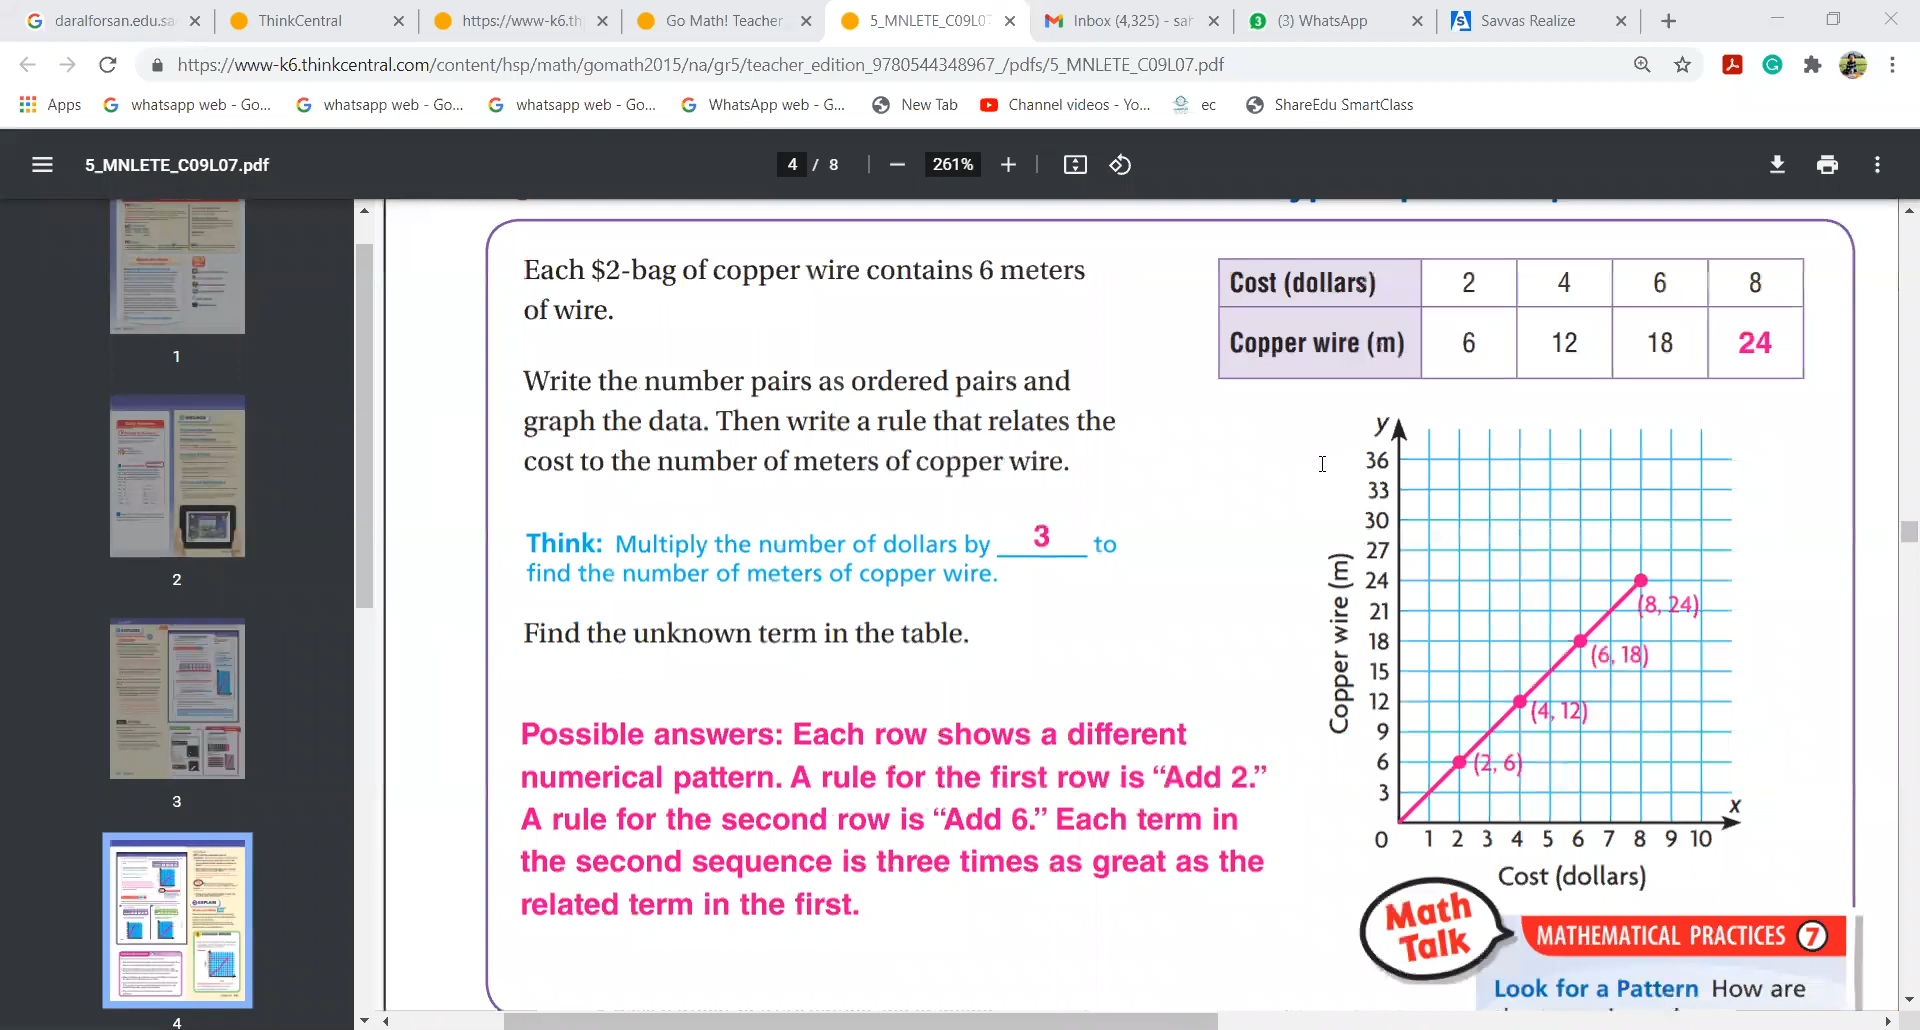 daralforsan.edu.sa
ThinkCentral
https://www-k6.th
Go Math! Teacher
5_MNLETE_C09L07
Inbox (4,325) - sah
3
(3) WhatsApp
S
Savvas Realize
https://www-k6.thinkcentral.com/content/hsp/math/gomath2015/na/gr5/teacher_edition_9780544348967_/pdfs/5_MNLETE_C09L07.pdf
Apps
whatsapp web - Go...
whatsapp web - Go...
whatsapp web - Go...
WhatsApp web - G...
New Tab
Channel videos - Yo...
ec
ShareEdu SmartClass
5_MNLETE_C09L07.pdf
4 / 8
261%
1
2
3
4
Each $2-bag of copper wire contains 6 meters
of wire.
Write the number pairs as ordered pairs and
graph the data. Then write a rule that relates the
cost to the number of meters of copper wire.
Think: Multiply the number of dollars by 3 to
find the number of meters of copper wire.
Find the unknown term in the table.
Possible answers: Each row shows a different
numerical pattern. A rule for the first row is “Add 2.”
A rule for the second row is “Add 6.” Each term in
the second sequence is three times as great as the
related term in the first.
Cost (dollars) 2 4 6 8
Copper wire (m) 6 12 18 24
y
36
33
30
27
24
21
18
15
12
9
6
3
Copper wire (m)
(8, 24)
(6, 18)
(4, 12)
(2, 6)
x
0 1 2 3 4 5 6 7 8 9 10
Cost (dollars)
Math
Talk
MATHEMATICAL PRACTICES 7
Look for a Pattern How are